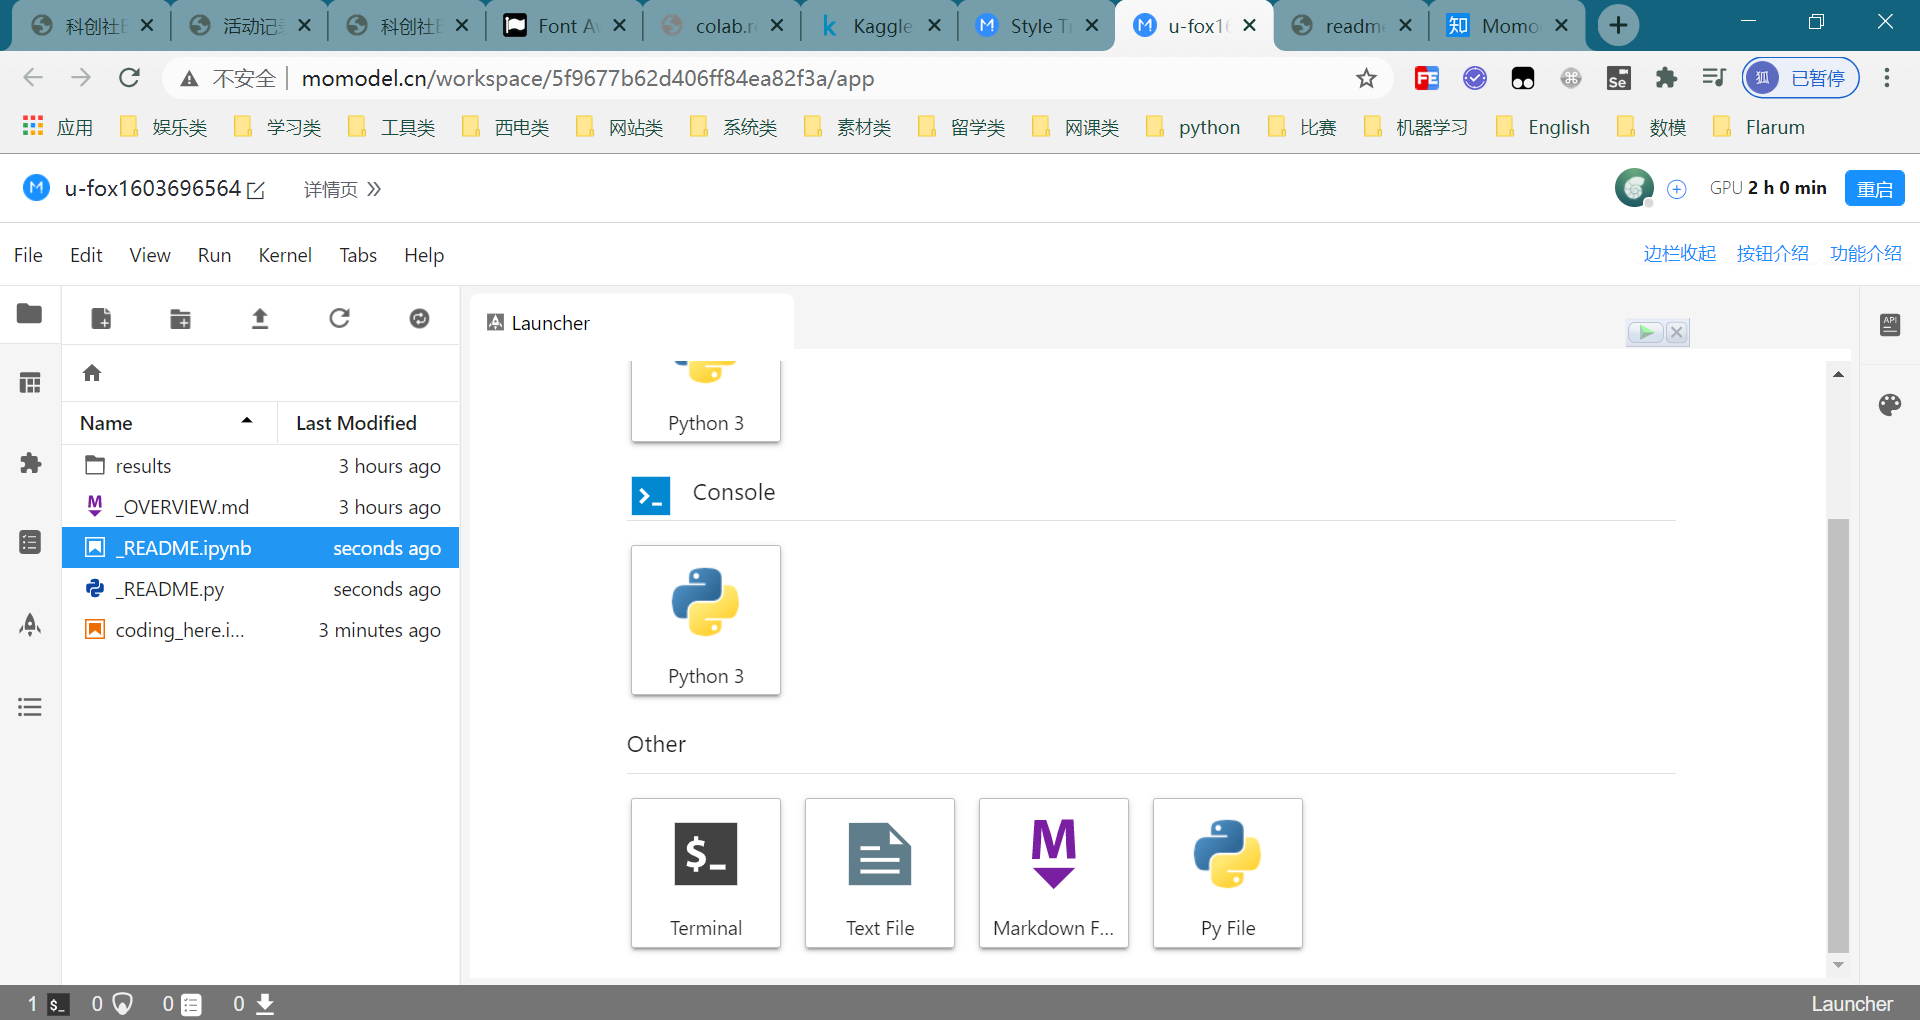 科创社 活动记 科创社 Font A colab.r Kaggle Style T u-fox1 readm Momo
不安全 momodel.cn/workspace/5f9677b62d406ff84ea82f3a/app 狐 已暂停
应用 娱乐类 学习类 工具类 西电类 网站类 系统类 素材类 留学类 网课类 python 比赛 机器学习 English 数模 Flarum
u-fox1603696564 详情页 GPU 2 h 0 min 重启
File Edit View Run Kernel Tabs Help 边栏收起 按钮介绍 功能介绍
Launcher
Name Last Modified
results 3 hours ago
_OVERVIEW.md 3 hours ago
_README.ipynb seconds ago
_README.py seconds ago
coding_here.i... 3 minutes ago
Python 3
Console
Python 3
Other
Terminal Text File Markdown F... Py File
API
1 0 0 0 Launcher